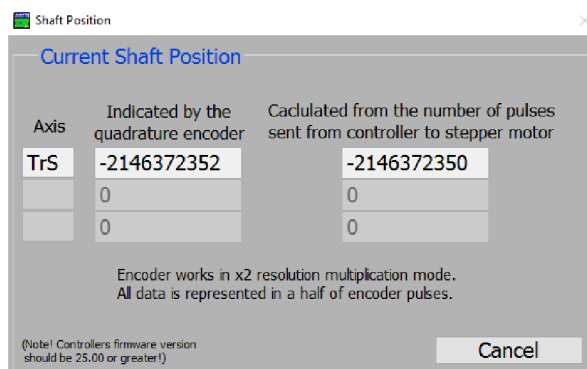 Shaft Position
Current Shaft Position
Axis
Indicated by the
quadrature encoder
Caclulated from the number of pulses
sent from controller to stepper motor
TrS -2146372352 -2146372350
0 0
0 0
Encoder works in x2 resolution multiplication mode.
All data is represented in a half of encoder pulses.
(Note! Controllers firmware version
should be 25.00 or greater!)
Cancel